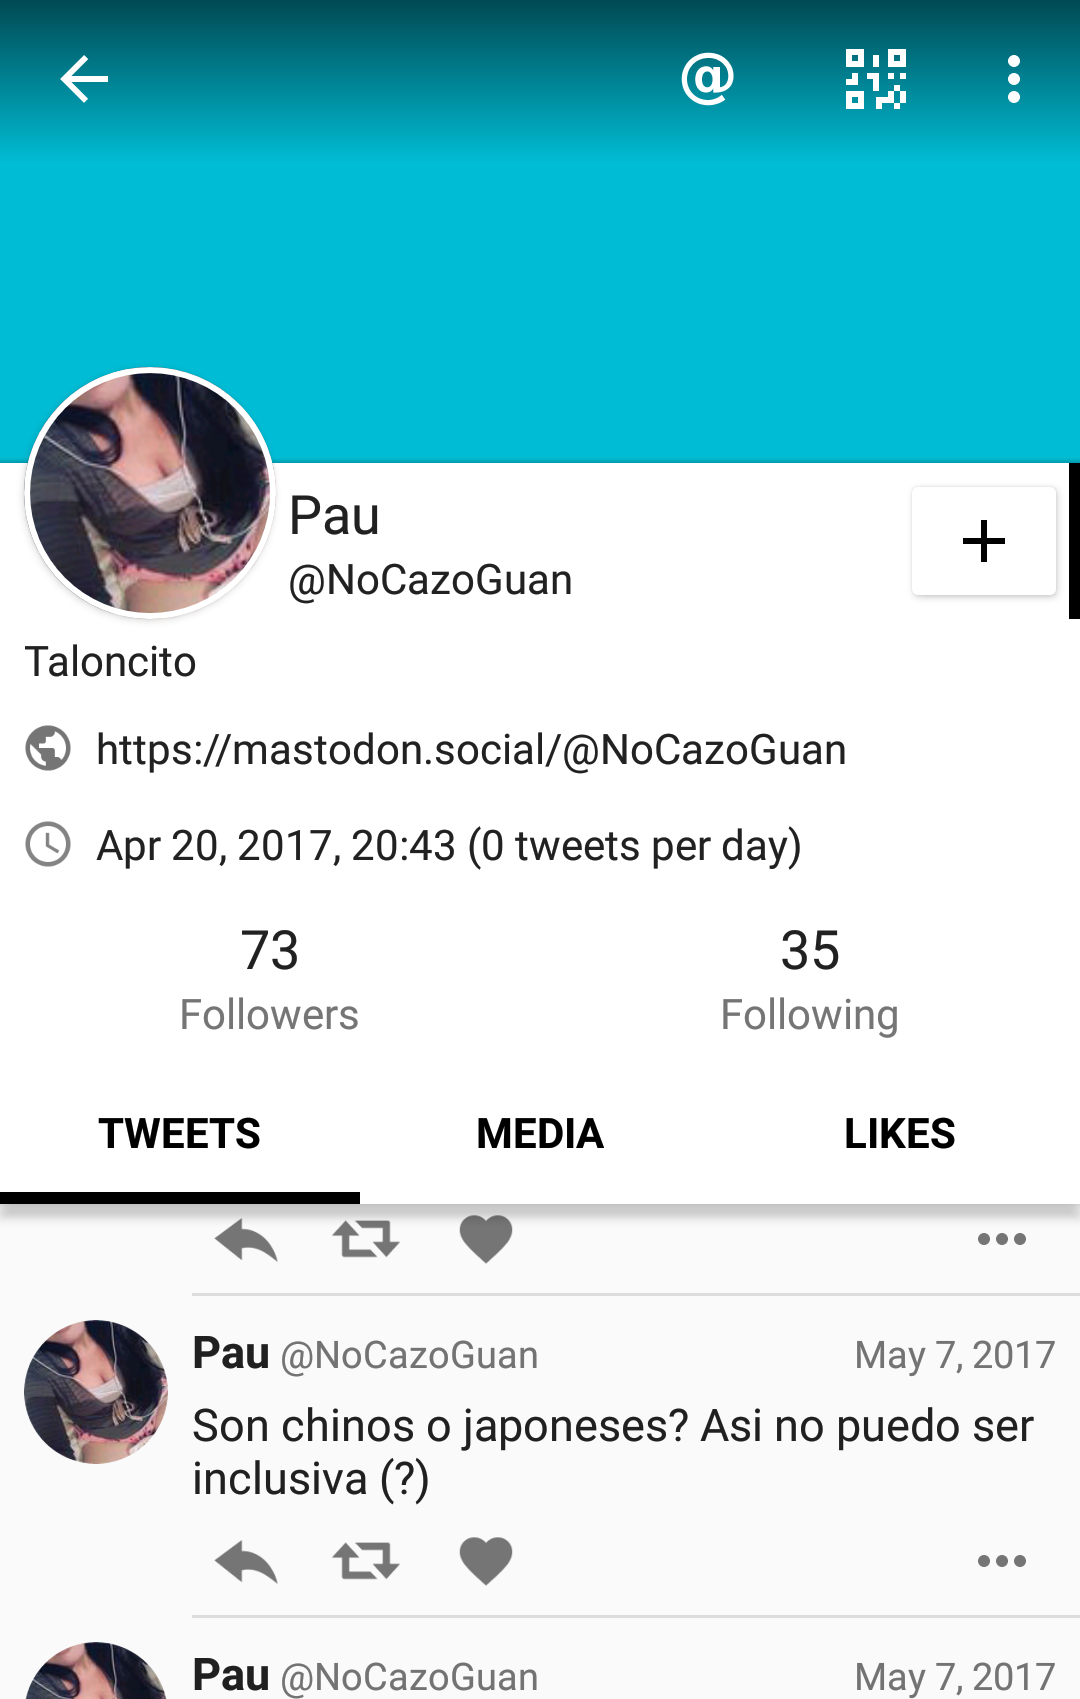 @
Pau
@NoCazoGuan
Taloncito
https://mastodon.social/@NoCazoGuan
Apr 20, 2017, 20:43 (0 tweets per day)
73
Followers
35
Following
TWEETS MEDIA LIKES
Pau @NoCazoGuan May 7, 2017
Son chinos o japoneses? Asi no puedo ser
inclusiva (?)
Pau @NoCazoGuan May 7, 2017